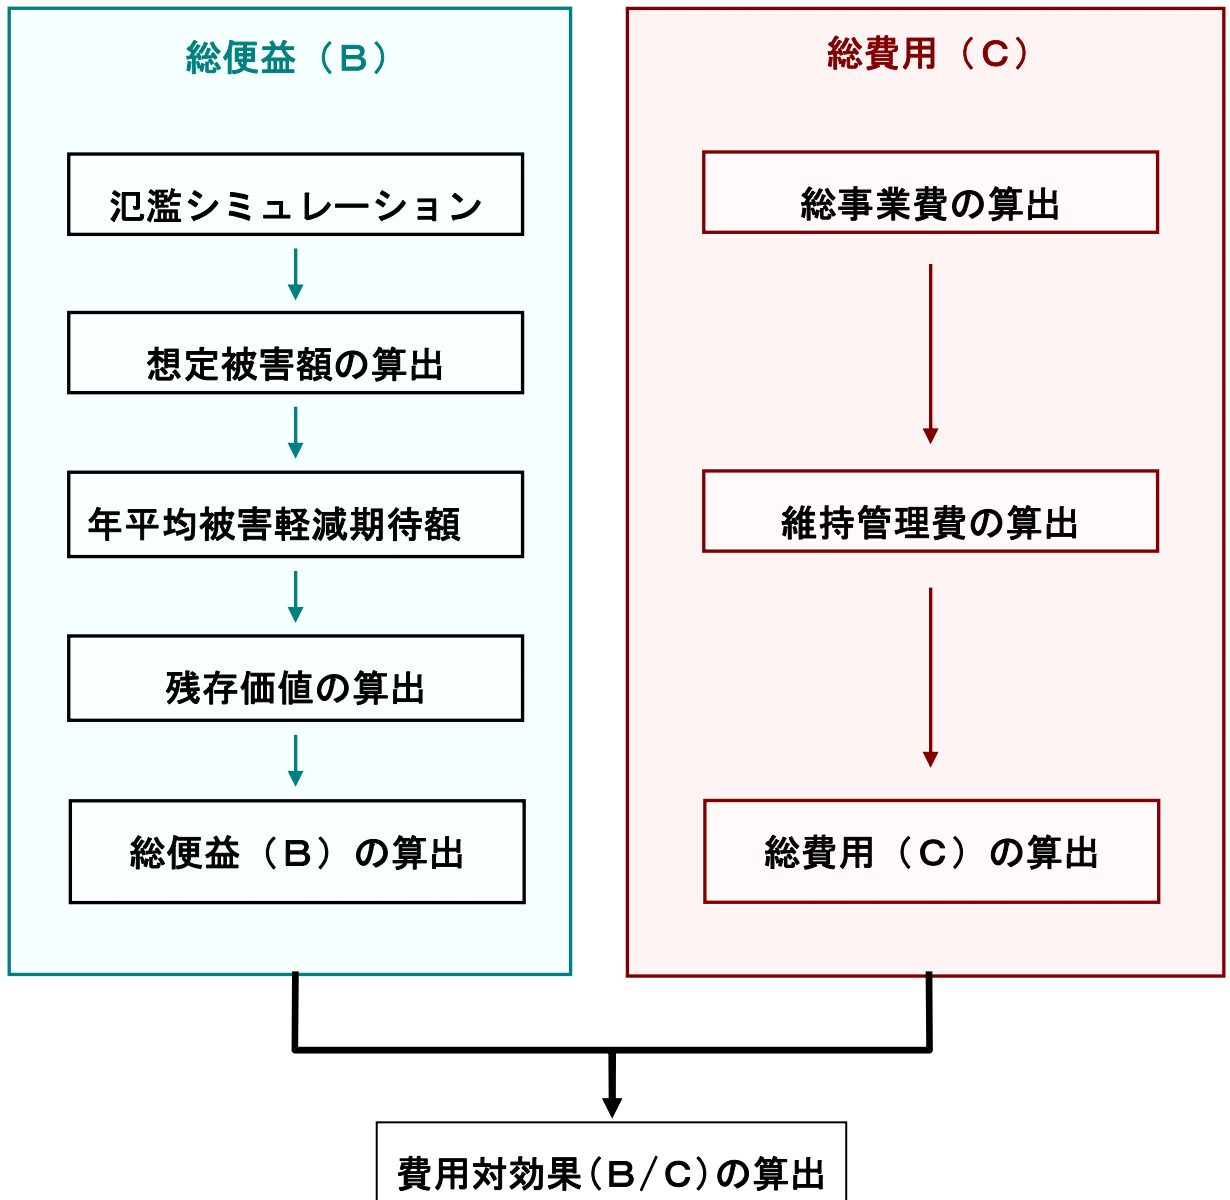 総便益（Ｂ）
氾濫シミュレーション
想定被害額の算出
年平均被害軽減期待額
残存価値の算出
総便益（Ｂ）の算出
総費用（Ｃ）
総事業費の算出
維持管理費の算出
総費用（Ｃ）の算出
費用対効果(Ｂ／Ｃ)の算出